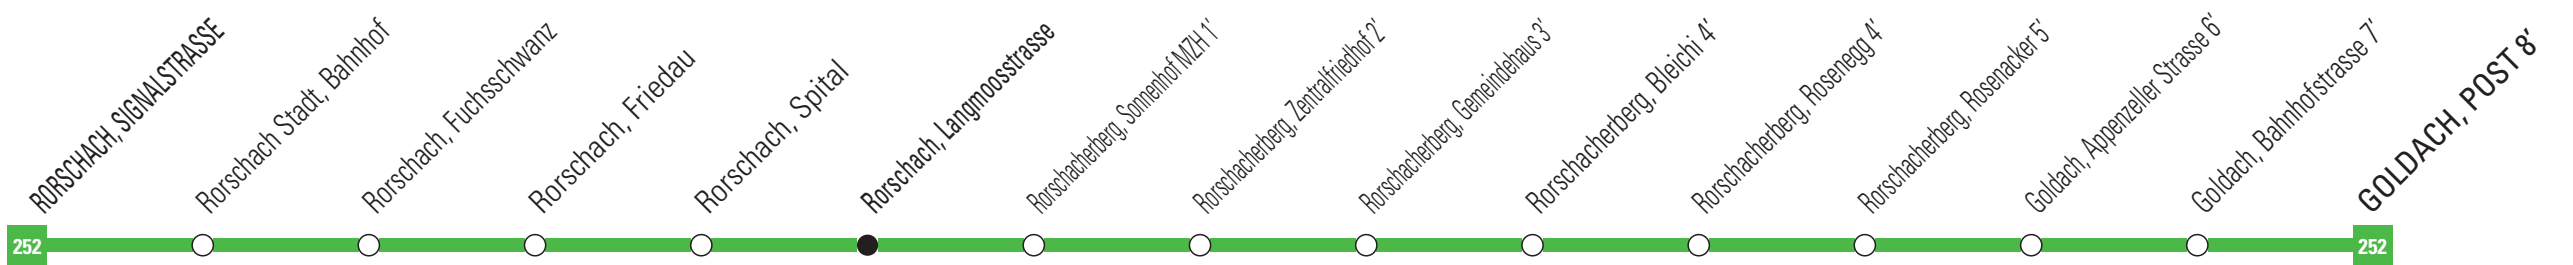 RORSCHACH, SIGNALSTRASSE
Rorschach Stadt, Bahnhof
Rorschach, Fuchsschwanz
Rorschach, Friedau
Rorschach, Spital
Rorschach, Langmoosstrasse
Rorschacherberg, Sonnenhof MZH 1'
Rorschacherberg, Zentralfriedhof 2'
Rorschacherberg, Gemeindehaus 3'
Rorschacherberg, Bleichi 4'
Rorschacherberg, Rosenegg 4'
Rorschacherberg, Rosenacker 5'
Goldach, Appenzeller Strasse 6'
Goldach, Bahnhofstrasse 7'
GOLDACH, POST 8'
252
252